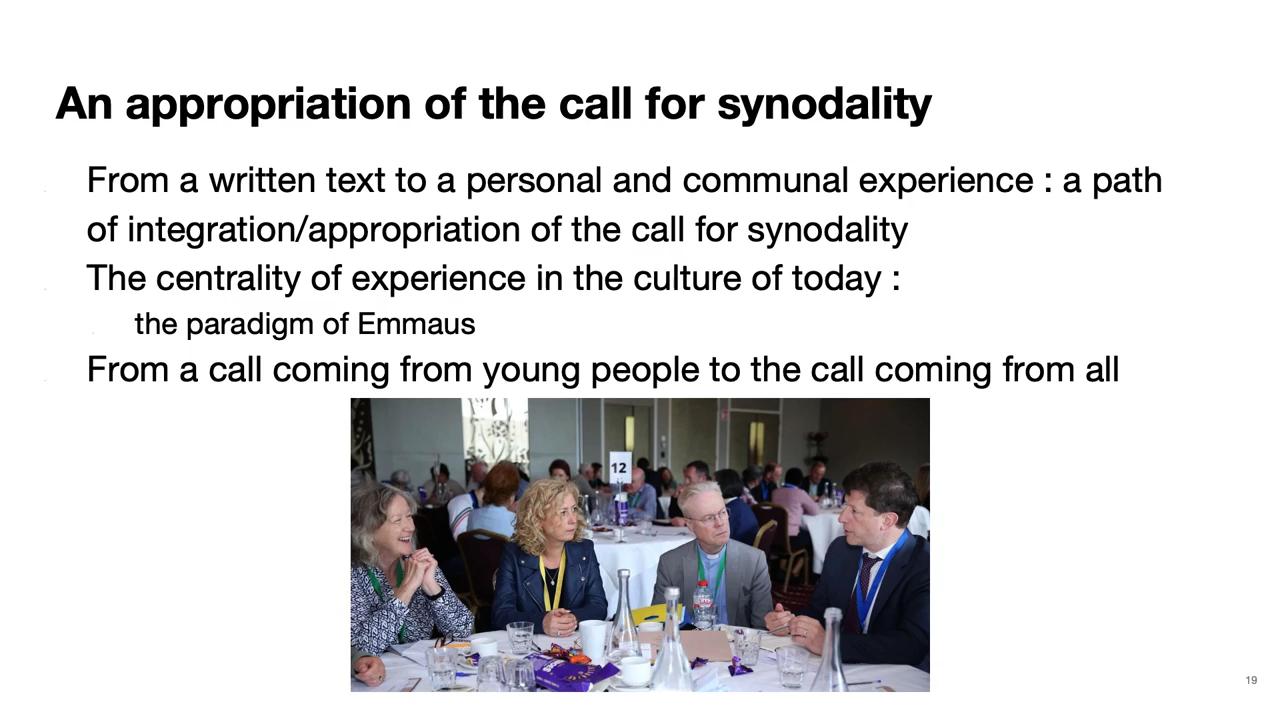 An appropriation of the call for synodality
From a written text to a personal and communal experience : a path
of integration/appropriation of the call for synodality
The centrality of experience in the culture of today :
the paradigm of Emmaus
From a call coming from young people to the call coming from all
12
19